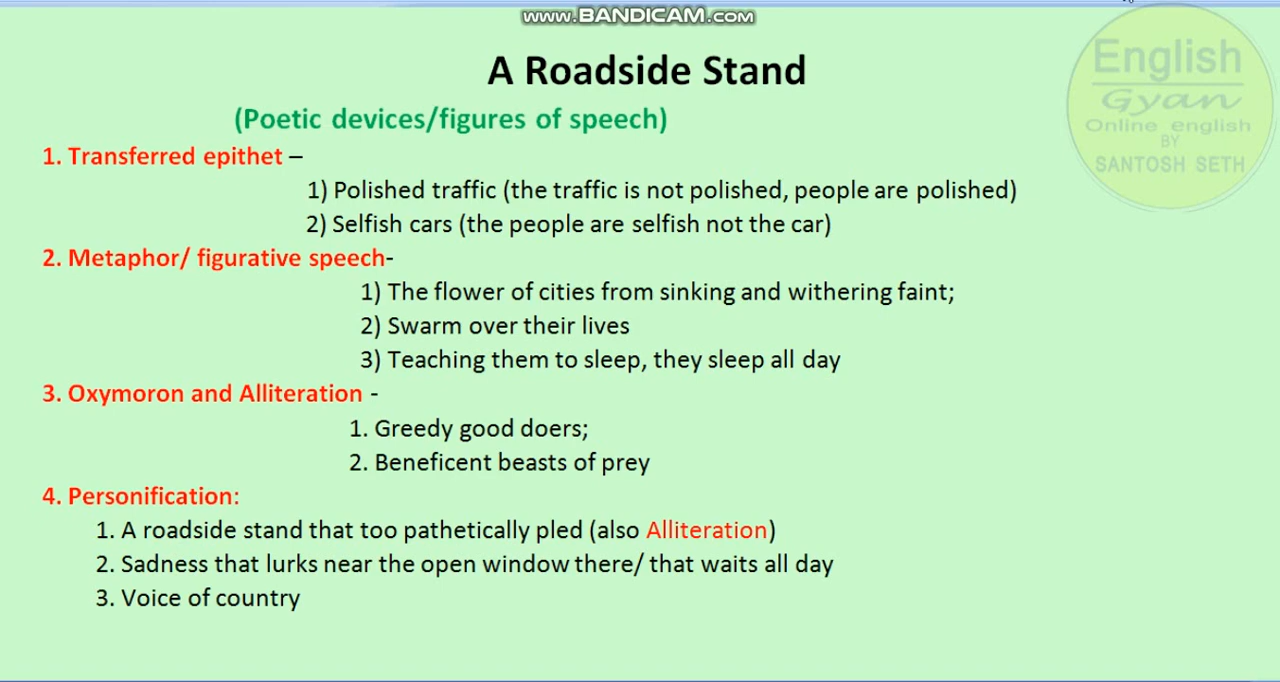 www.BANDICAM.com
English
Gyan
Online english
BY
SANTOSH SETH
A Roadside Stand
(Poetic devices/figures of speech)
1. Transferred epithet –
1) Polished traffic (the traffic is not polished, people are polished)
2) Selfish cars (the people are selfish not the car)
2. Metaphor/ figurative speech-
1) The flower of cities from sinking and withering faint;
2) Swarm over their lives
3) Teaching them to sleep, they sleep all day
3. Oxymoron and Alliteration -
1. Greedy good doers;
2. Beneficent beasts of prey
4. Personification:
1. A roadside stand that too pathetically pled (also Alliteration)
2. Sadness that lurks near the open window there/ that waits all day
3. Voice of country